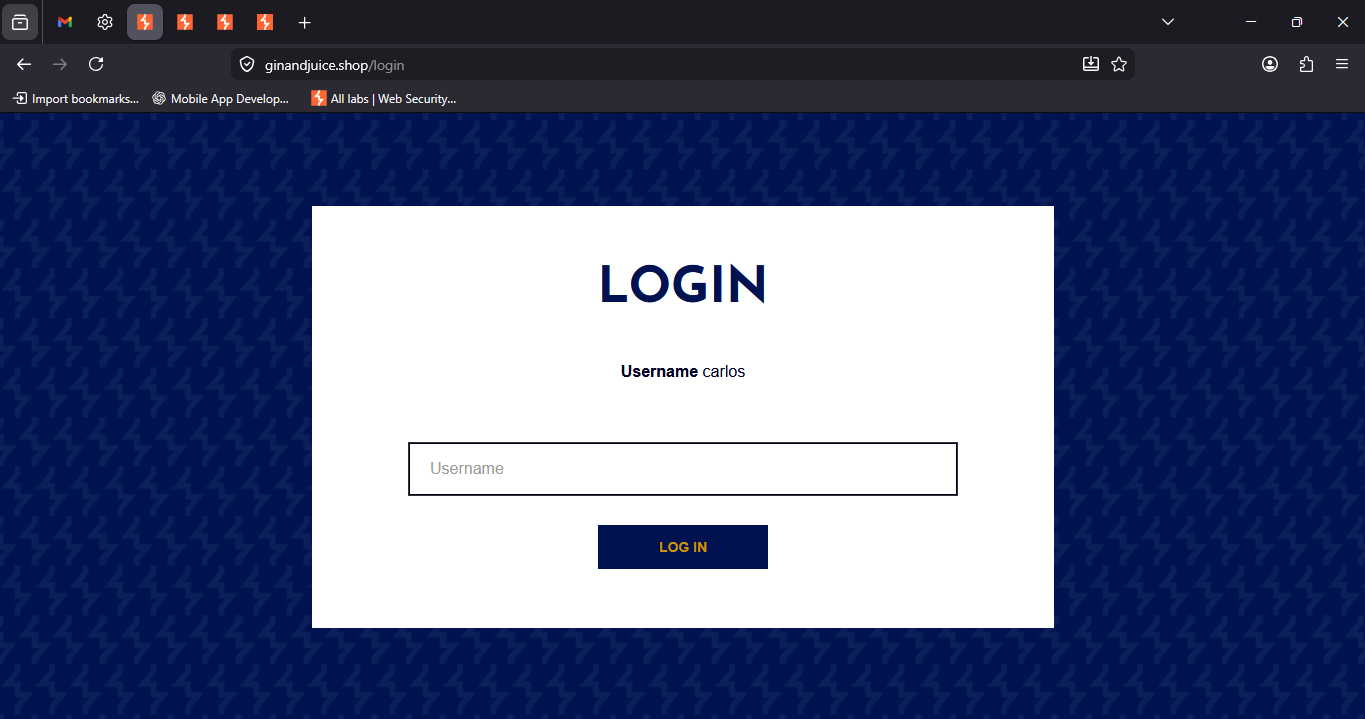 ginandjuice.shop/login
Import bookmarks... Mobile App Develop... All labs | Web Security...
LOGIN
Username carlos
Username
LOG IN